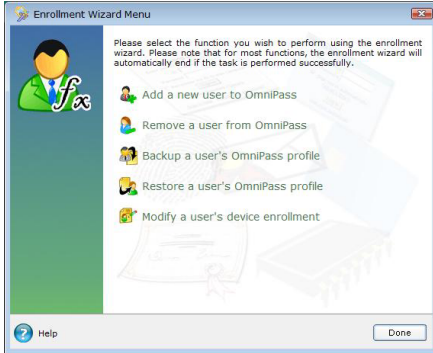 Enrollment Wizard Menu
Please select the function you wish to perform using the enrollment
wizard. Please note that for most functions, the enrollment wizard will
automatically end if the task is performed successfully.
fx
Add a new user to OmniPass
Remove a user from OmniPass
Backup a user's OmniPass profile
Restore a user's OmniPass profile
Modify a user's device enrollment
Help
Done